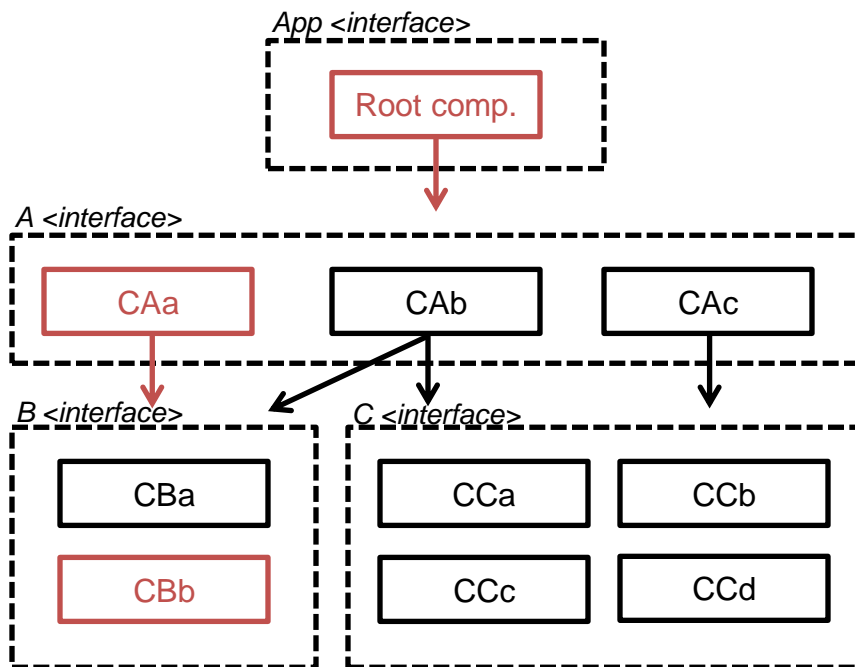 App <interface>
Root comp.
A <interface>
CAa
CAb
CAc
B <interface>
C <interface>
CBa
CCa
CCb
CBb
CCc
CCd